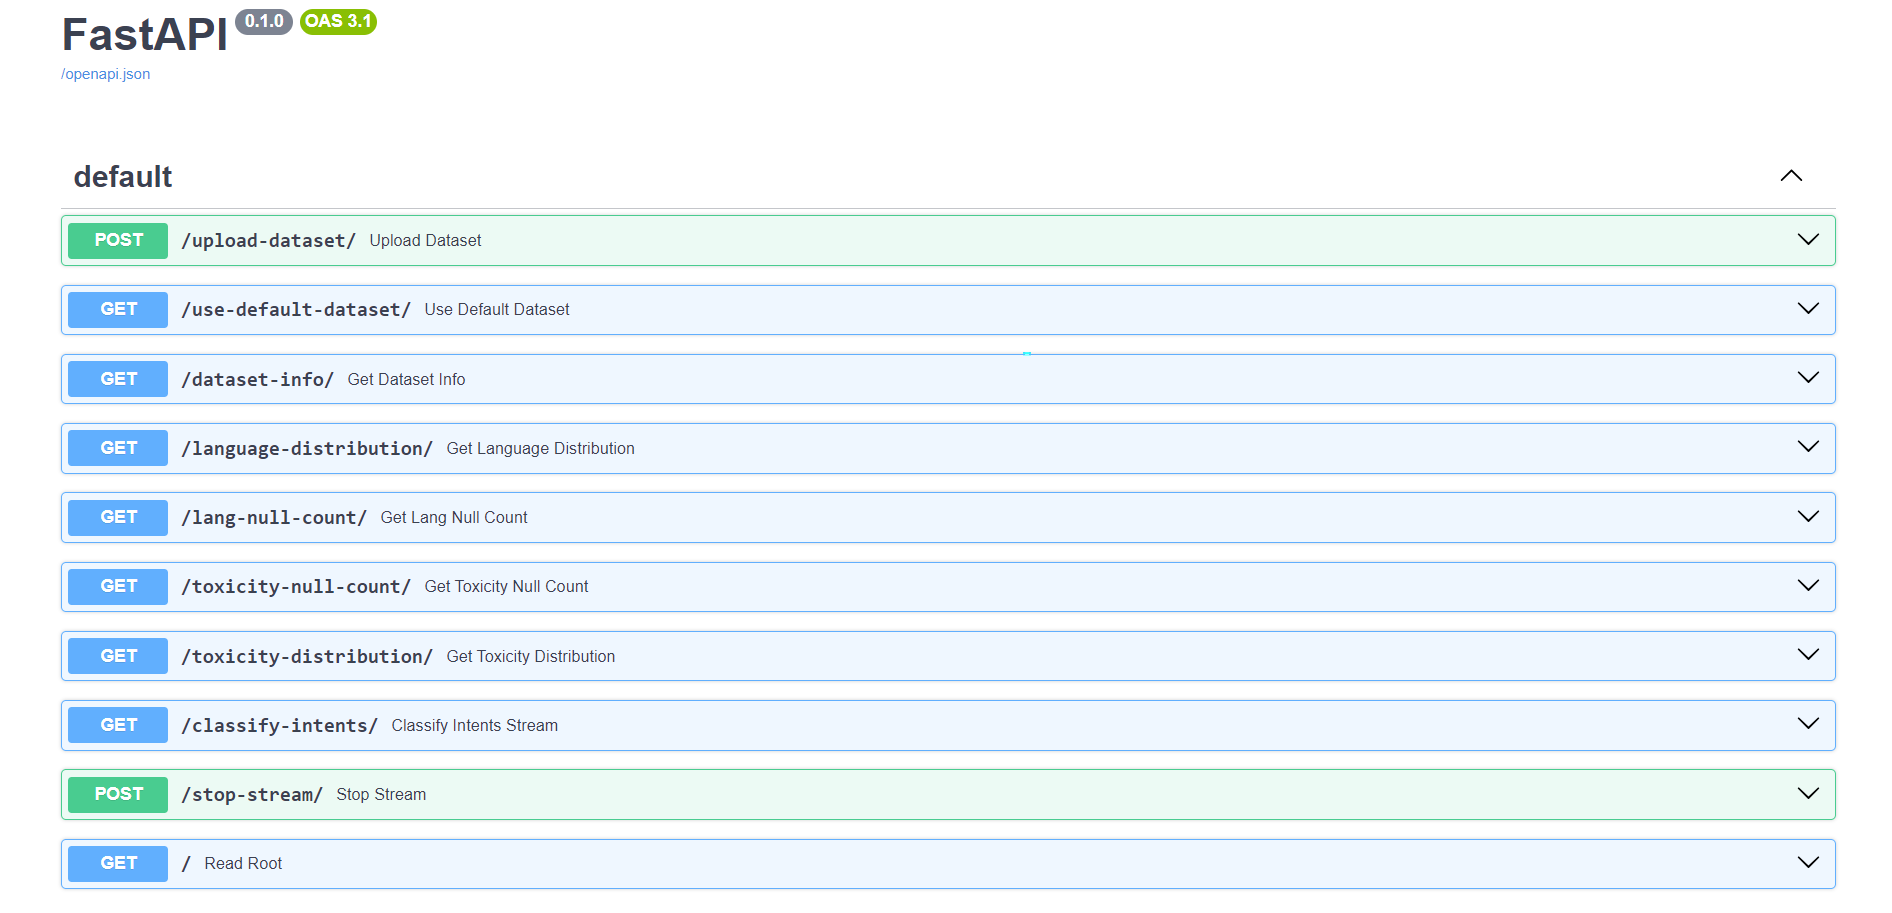 FastAPI 0.1.0 OAS 3.1
/openapi.json
default
POST /upload-dataset/ Upload Dataset
GET /use-default-dataset/ Use Default Dataset
GET /dataset-info/ Get Dataset Info
GET /language-distribution/ Get Language Distribution
GET /lang-null-count/ Get Lang Null Count
GET /toxicity-null-count/ Get Toxicity Null Count
GET /toxicity-distribution/ Get Toxicity Distribution
GET /classify-intents/ Classify Intents Stream
POST /stop-stream/ Stop Stream
GET / Read Root